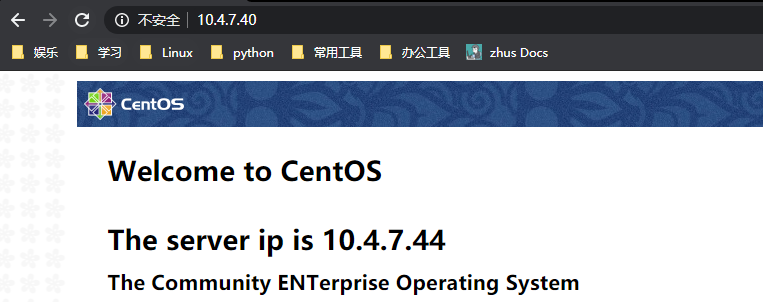 不安全 10.4.7.40
娱乐 学习 Linux python 常用工具 办公工具 zhus Docs
CentOS
Welcome to CentOS
The server ip is 10.4.7.44
The Community ENTerprise Operating System